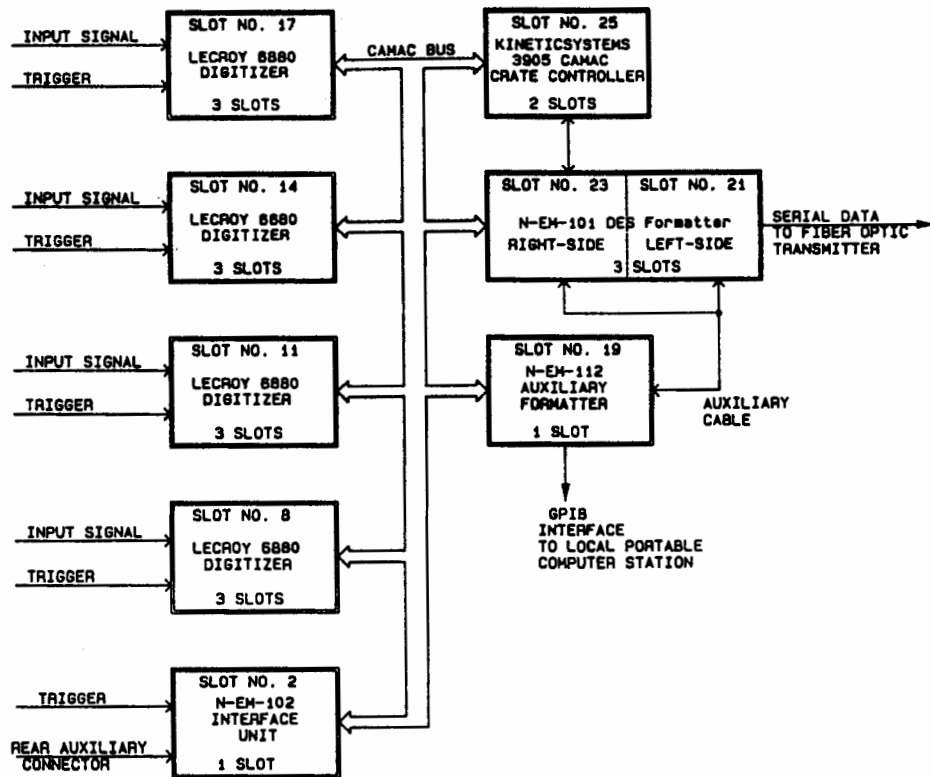 SLOT NO. 17
INPUT SIGNAL
LECROY 6880
DIGITIZER
TRIGGER
3 SLOTS
CAMAC BUS
SLOT NO. 25
KINETICSYSTEMS
3905 CAMAC
CRATE CONTROLLER
2 SLOTS
SLOT NO. 14
INPUT SIGNAL
LECROY 6880
DIGITIZER
TRIGGER
3 SLOTS
SLOT NO. 23
SLOT NO. 21
N-EM-101 DES Formatter
RIGHT-SIDE
LEFT-SIDE
3 SLOTS
SERIAL DATA
TO FIBER OPTIC
TRANSMITTER
SLOT NO. 11
INPUT SIGNAL
LECROY 6880
DIGITIZER
TRIGGER
3 SLOTS
SLOT NO. 19
N-EM-112
AUXILIARY
FORMATTER
1 SLOT
AUXILIARY
CABLE
SLOT NO. 8
INPUT SIGNAL
LECROY 6880
DIGITIZER
TRIGGER
3 SLOTS
GPIB
INTERFACE
TO LOCAL PORTABLE
COMPUTER STATION
SLOT NO. 2
TRIGGER
N-EM-102
INTERFACE
UNIT
REAR AUXILIARY
CONNECTOR
1 SLOT